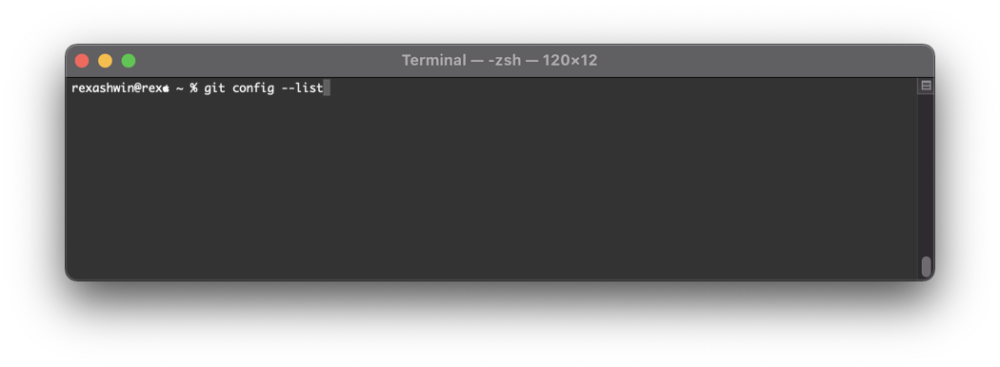 Terminal — -zsh — 120×12
rexashwin@rex ~ % git config --list